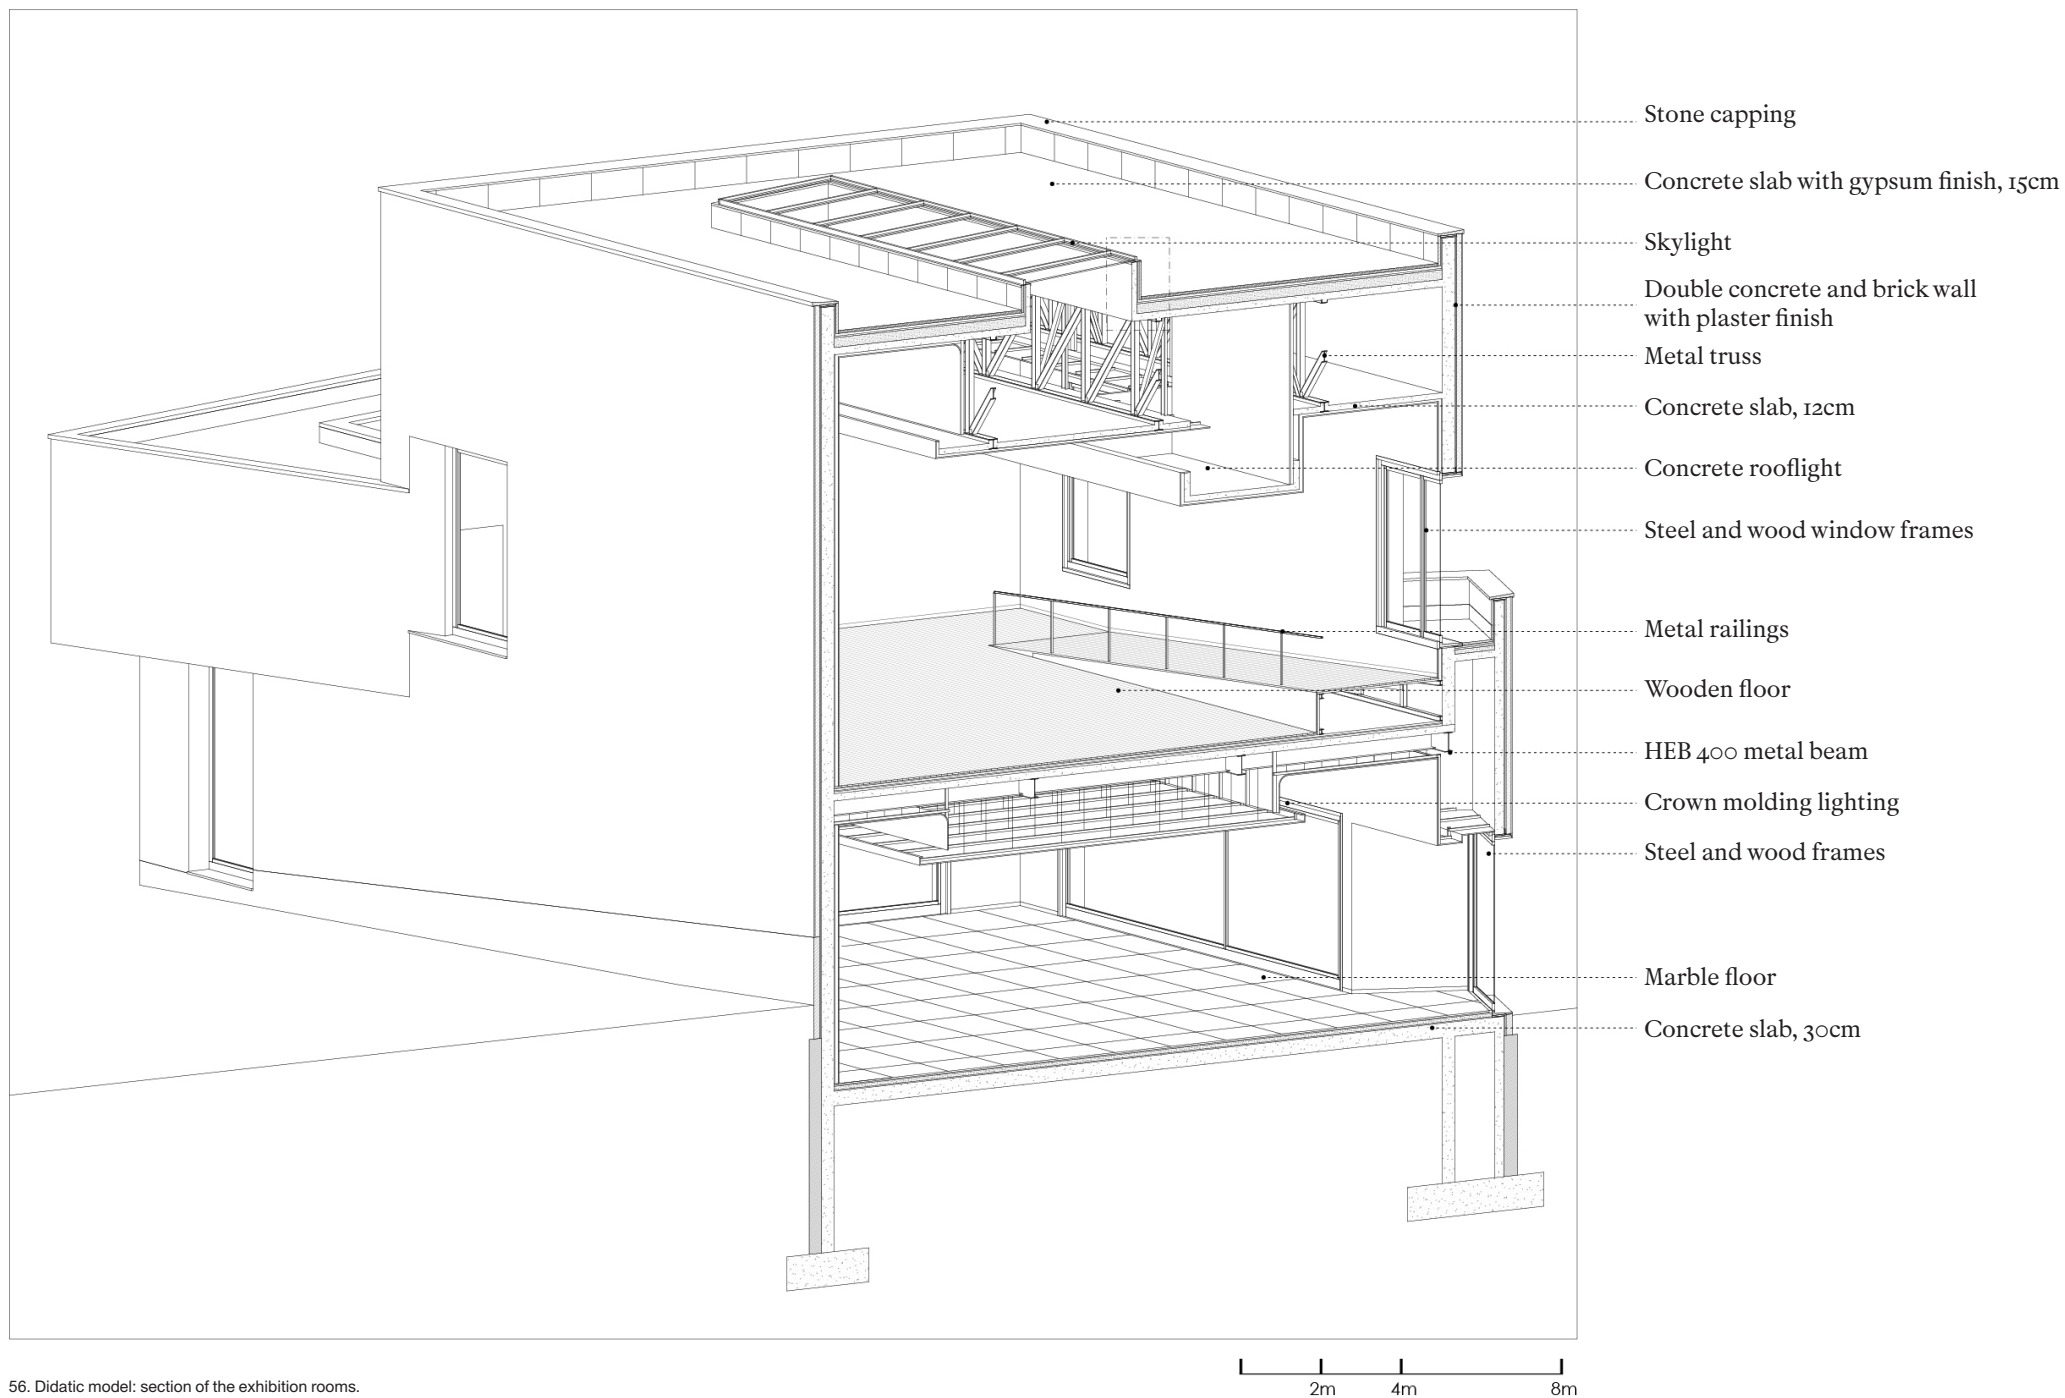 Stone capping
Concrete slab with gypsum finish, 15cm
Skylight
Double concrete and brick wall
with plaster finish
Metal truss
Concrete slab, 12cm
Concrete rooflight
Steel and wood window frames
Metal railings
Wooden floor
HEB 400 metal beam
Crown molding lighting
Steel and wood frames
Marble floor
Concrete slab, 30cm
56. Didatic model: section of the exhibition rooms.
2m 4m 8m